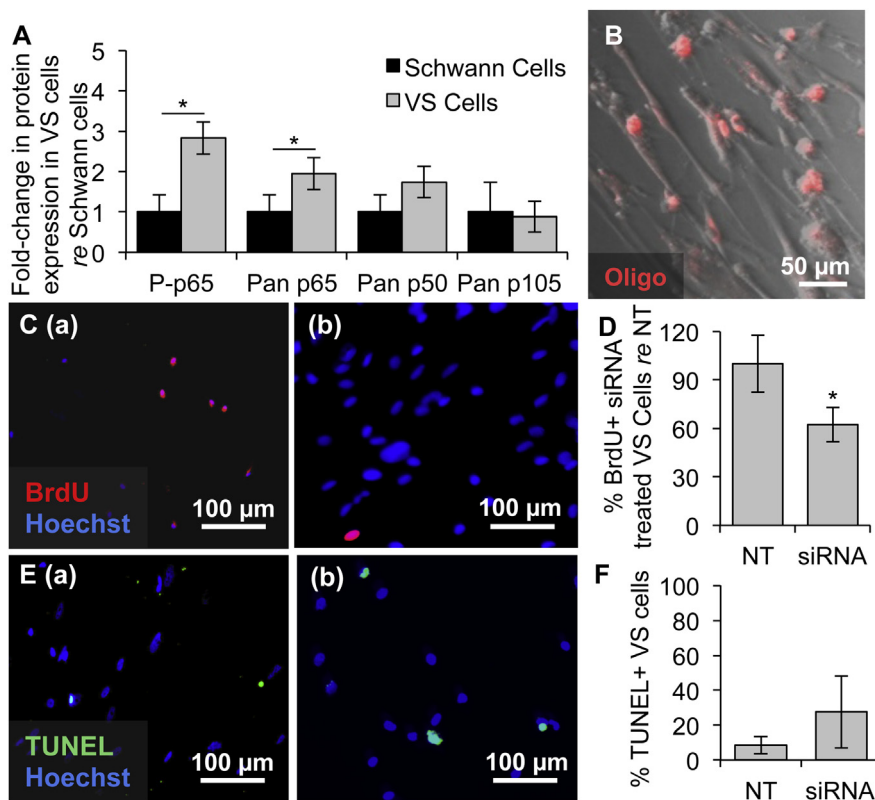 A
Fold-change in protein
expression in VS cells
re Schwann cells
5
4
3
2
1
0
*
*
Schwann Cells
VS Cells
P-p65
Pan p65
Pan p50
Pan p105
B
Oligo
50 µm
C (a)
BrdU
Hoechst
100 µm
(b)
100 µm
D
% BrdU+ siRNA
treated VS Cells re NT
120
90
60
30
0
*
NT
siRNA
E (a)
TUNEL
Hoechst
100 µm
(b)
100 µm
F
% TUNEL+ VS cells
100
80
60
40
20
0
NT
siRNA